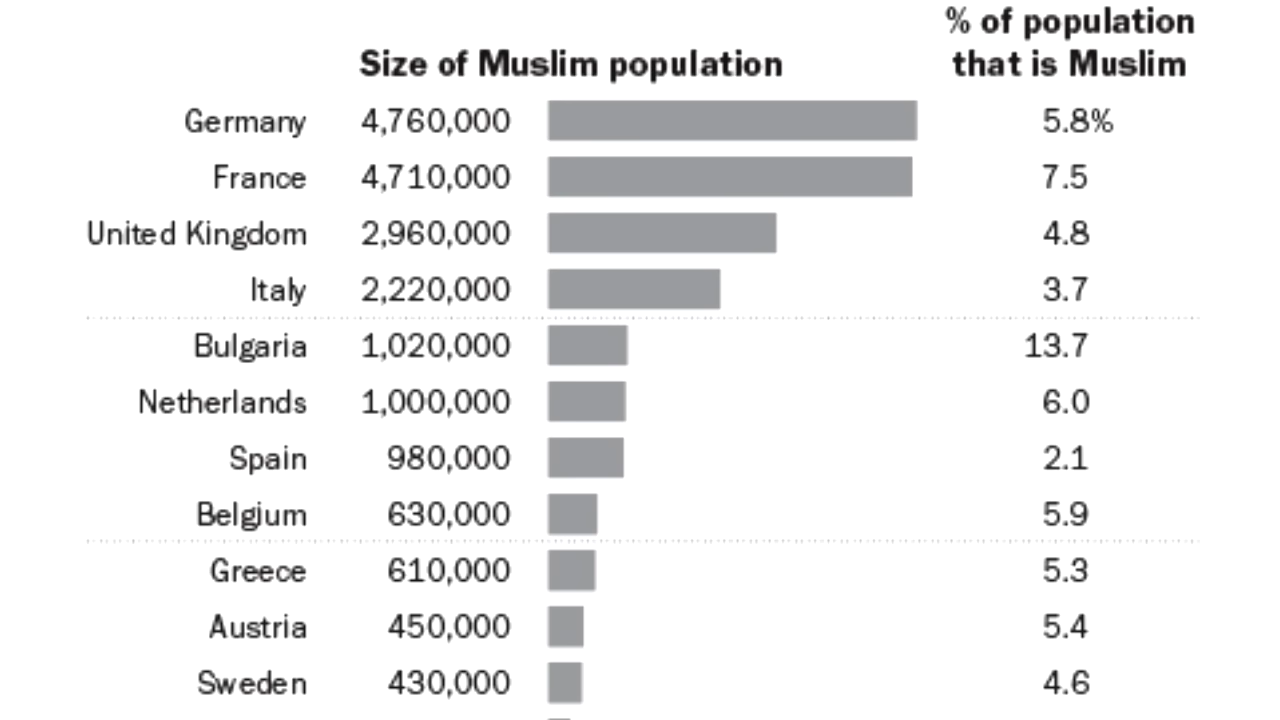 % of population
Size of Muslim population that is Muslim
Germany 4,760,000 5.8%
France 4,710,000 7.5
United Kingdom 2,960,000 4.8
Italy 2,220,000 3.7
Bulgaria 1,020,000 13.7
Netherlands 1,000,000 6.0
Spain 980,000 2.1
Belgium 630,000 5.9
Greece 610,000 5.3
Austria 450,000 5.4
Sweden 430,000 4.6